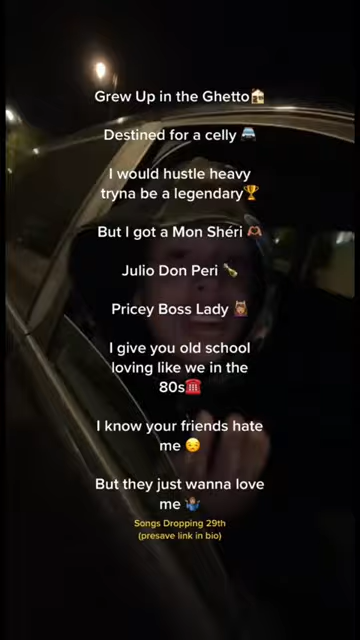 Grew Up in the Ghetto🏚️
Destined for a celly 🚔
I would hustle heavy
tryna be a legendary🏆
But I got a Mon Shéri 🫶🏾
Julio Don Peri 🍾
Pricey Boss Lady 💆🏼‍♀️
I give you old school
loving like we in the
80s☎️
I know your friends hate
me 😒
But they just wanna love
me 🤷🏾‍♂️
Songs Dropping 29th
(presave link in bio)